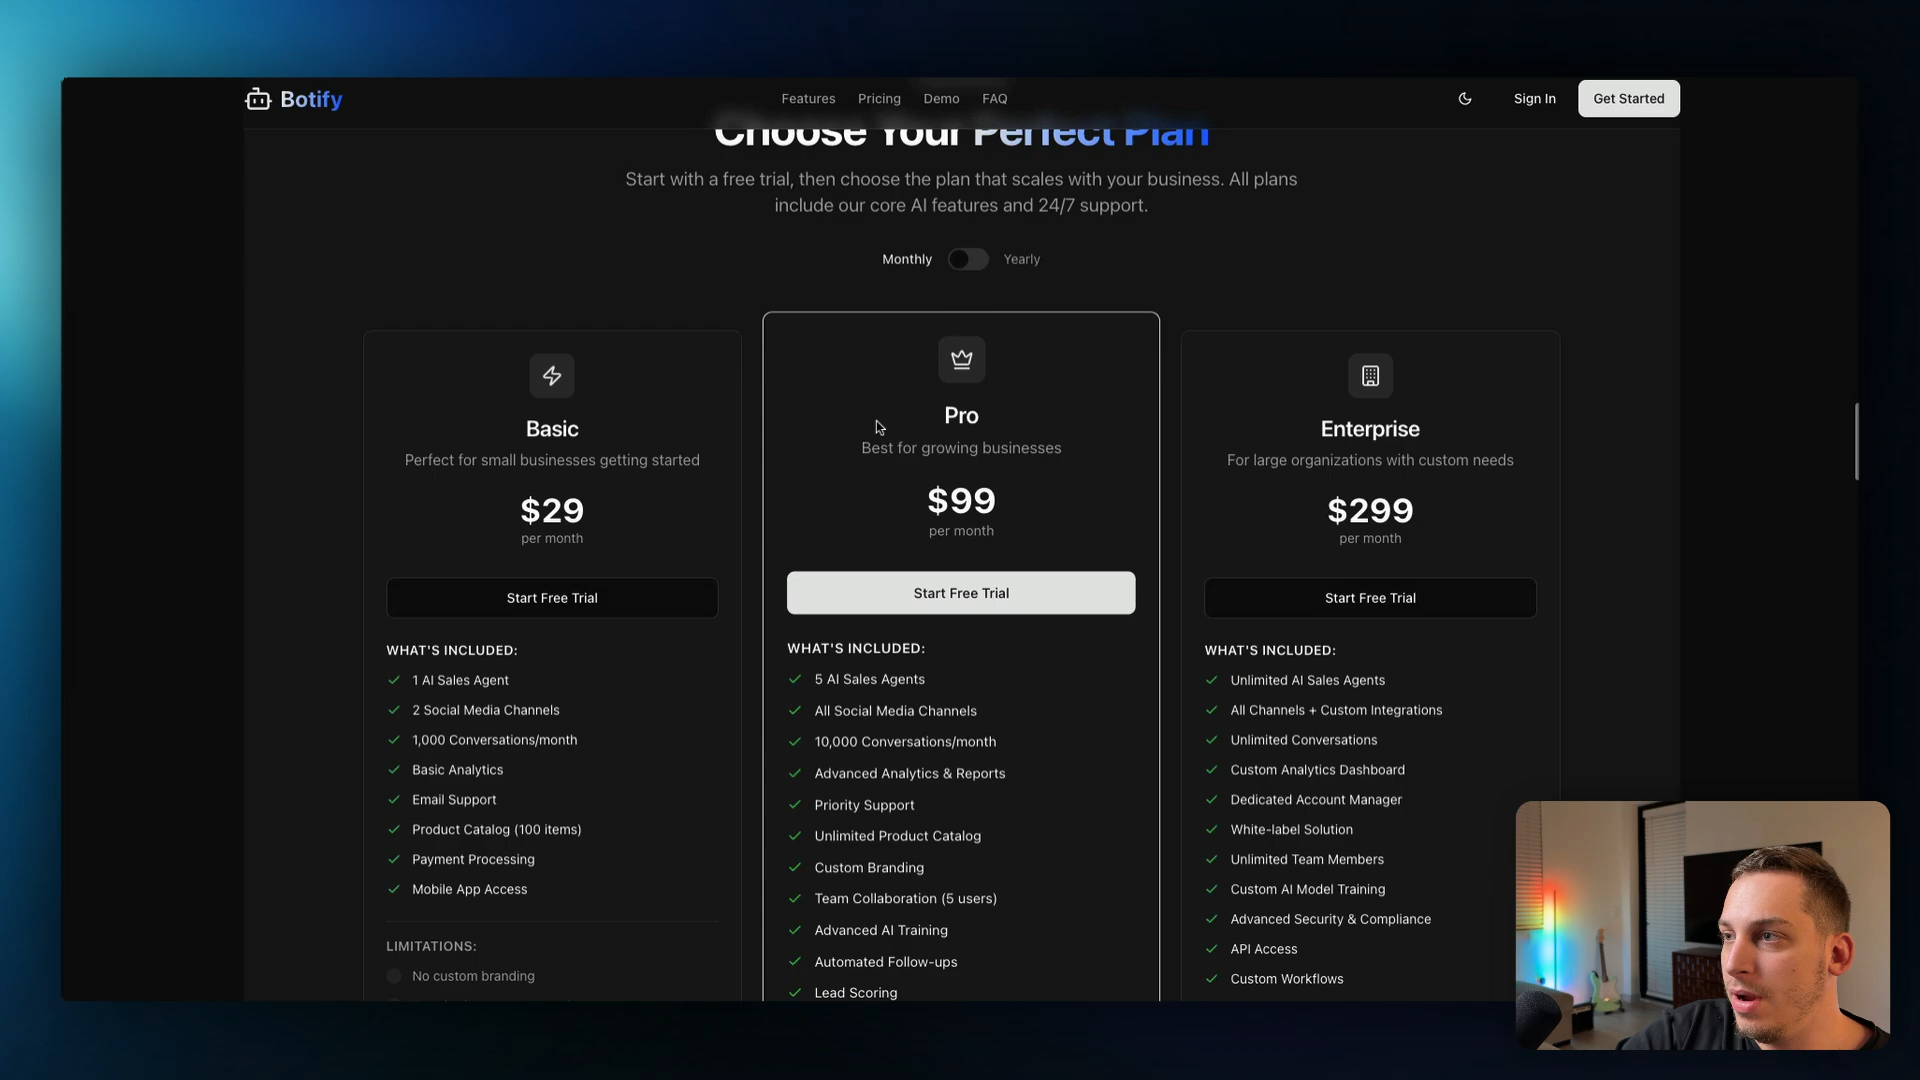 Botify
Features
Pricing
Demo
FAQ
Sign In
Get Started
Choose Your Perfect Plan
Start with a free trial, then choose the plan that scales with your business. All plans
include our core AI features and 24/7 support.
Monthly
Yearly
Basic
Perfect for small businesses getting started
$29
per month
Start Free Trial
WHAT'S INCLUDED:
1 AI Sales Agent
2 Social Media Channels
1,000 Conversations/month
Basic Analytics
Email Support
Product Catalog (100 items)
Payment Processing
Mobile App Access
LIMITATIONS:
No custom branding
Pro
Best for growing businesses
$99
per month
Start Free Trial
WHAT'S INCLUDED:
5 AI Sales Agents
All Social Media Channels
10,000 Conversations/month
Advanced Analytics & Reports
Priority Support
Unlimited Product Catalog
Custom Branding
Team Collaboration (5 users)
Advanced AI Training
Automated Follow-ups
Lead Scoring
Enterprise
For large organizations with custom needs
$299
per month
Start Free Trial
WHAT'S INCLUDED:
Unlimited AI Sales Agents
All Channels + Custom Integrations
Unlimited Conversations
Custom Analytics Dashboard
Dedicated Account Manager
White-label Solution
Unlimited Team Members
Custom AI Model Training
Advanced Security & Compliance
API Access
Custom Workflows